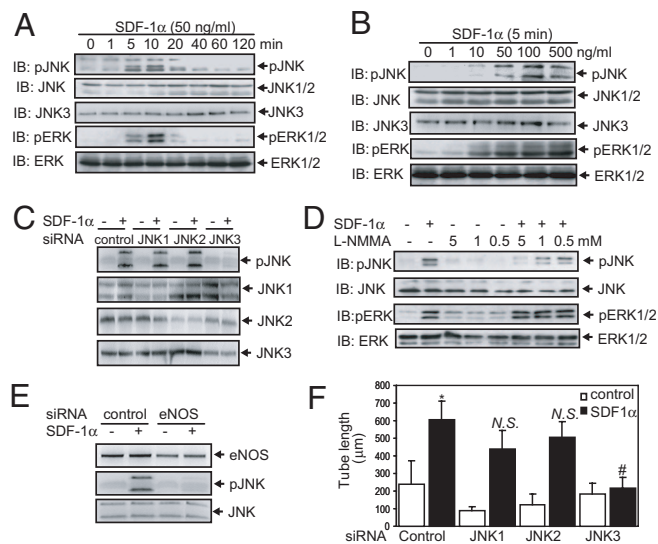 A
SDF-1α (50 ng/ml)
0 1 5 10 20 40 60 120 min
IB: pJNK pJNK
IB: JNK JNK1/2
IB: JNK3 JNK3
IB: pERK pERK1/2
IB: ERK ERK1/2
B
SDF-1α (5 min)
0 1 10 50 100 500 ng/ml
IB: pJNK pJNK
IB: JNK JNK1/2
IB: JNK3 JNK3
IB: pERK pERK1/2
IB: ERK ERK1/2
C
SDF-1α - + - + - + - +
siRNA control JNK1 JNK2 JNK3
pJNK
JNK1
JNK2
JNK3
D
SDF-1α - + - - - + + +
L-NMMA - - 5 1 0.5 5 1 0.5 mM
IB: pJNK pJNK
IB: JNK JNK
IB:pERK pERK1/2
IB: ERK ERK1/2
E
siRNA control eNOS
SDF-1α - + - +
eNOS
pJNK
JNK
F
Tube length
(μm)
800
700
600
500
400
300
200
100
0
control
SDF1α
* N.S. N.S. #
siRNA Control JNK1 JNK2 JNK3